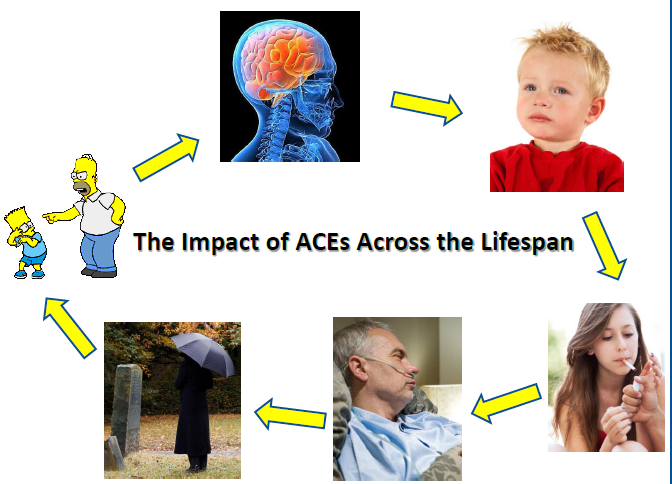 The Impact of ACEs Across the Lifespan